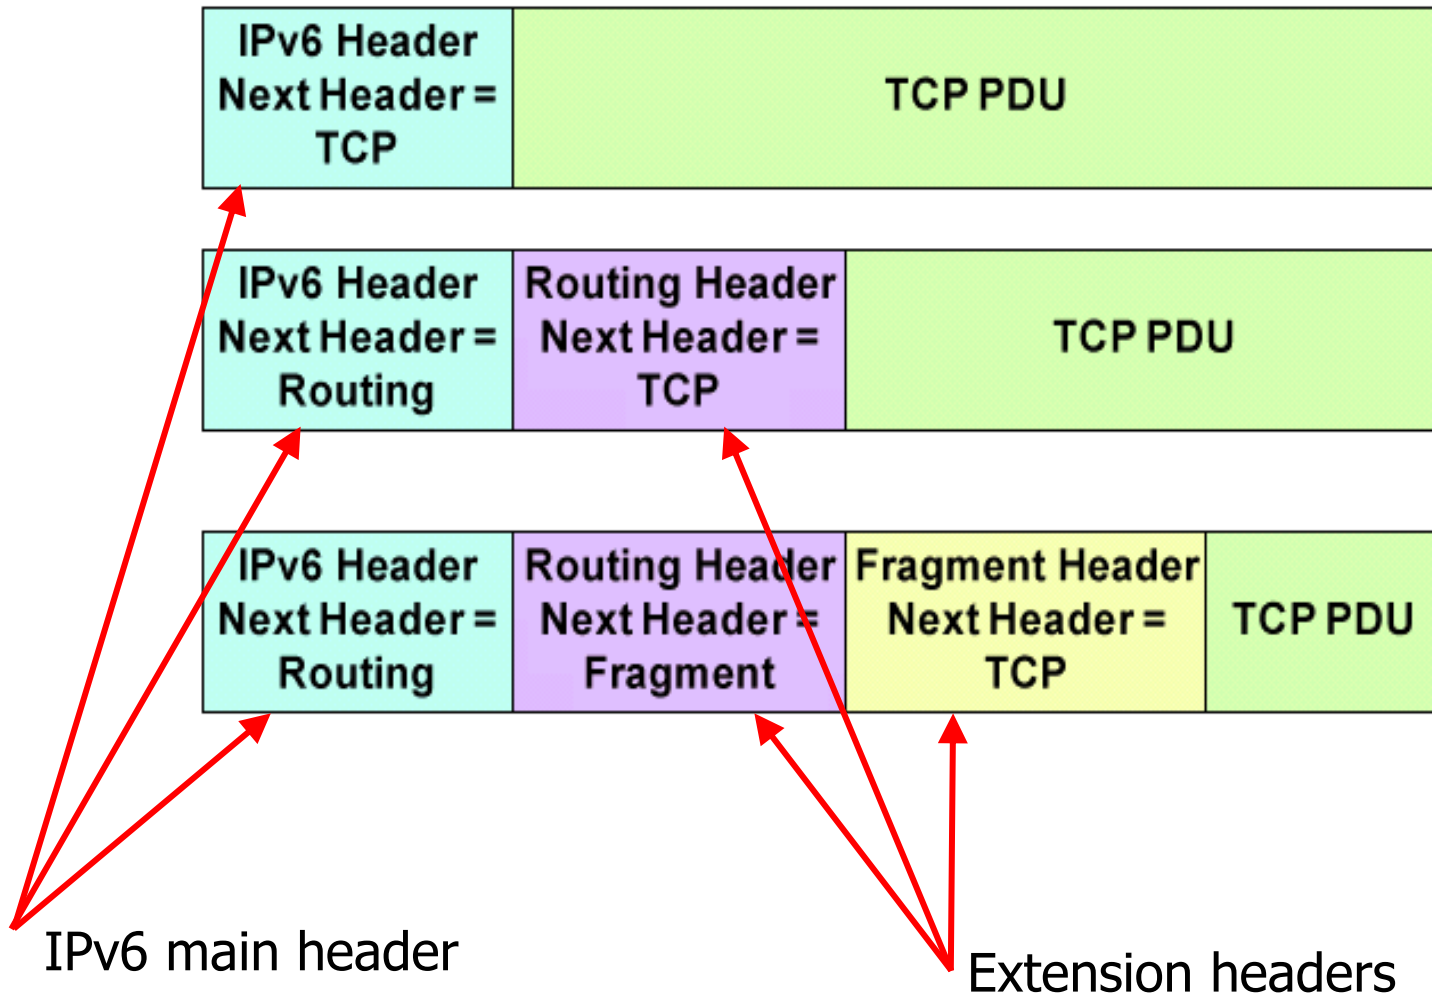 IPv6 Header
Next Header =
TCP
TCP PDU
IPv6 Header
Next Header =
Routing
Routing Header
Next Header =
TCP
TCP PDU
IPv6 Header
Next Header =
Routing
Routing Header
Next Header =
Fragment
Fragment Header
Next Header =
TCP
TCP PDU
IPv6 main header
Extension headers